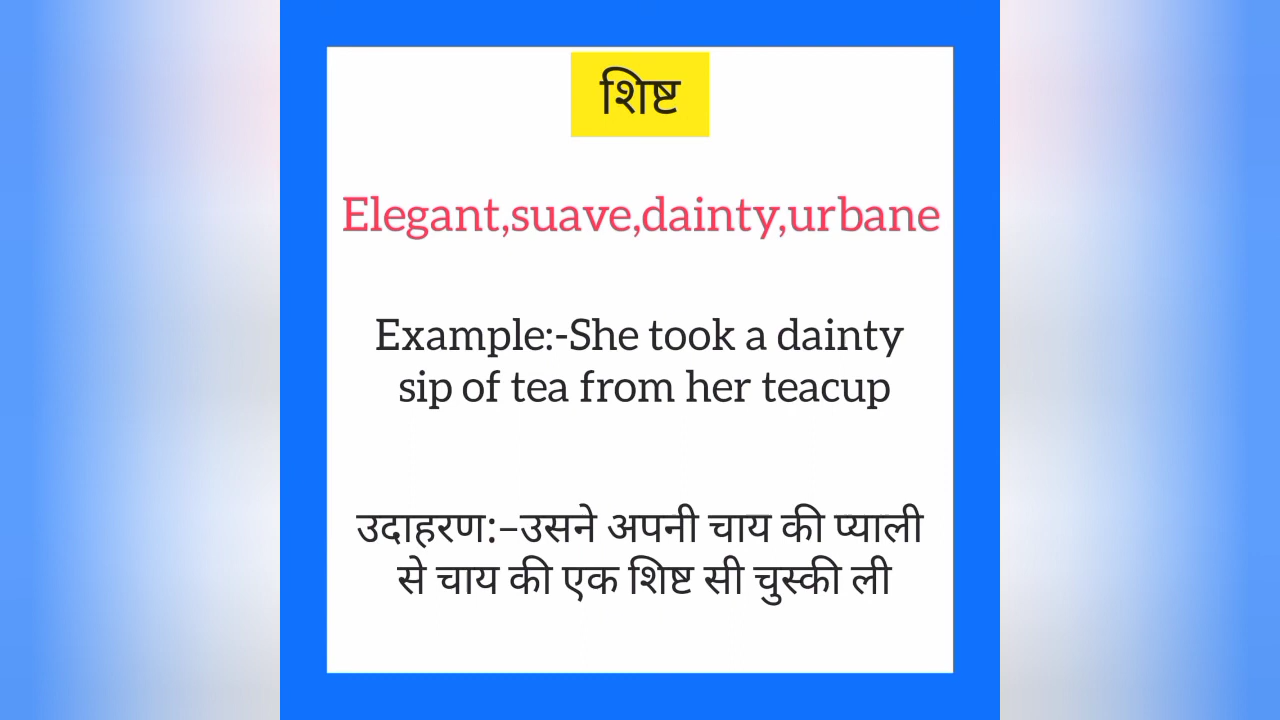 शिष्ट
Elegant,suave,dainty,urbane
Example:-She took a dainty
sip of tea from her teacup
उदाहरण:–उसने अपनी चाय की प्याली
से चाय की एक शिष्ट सी चुस्की ली